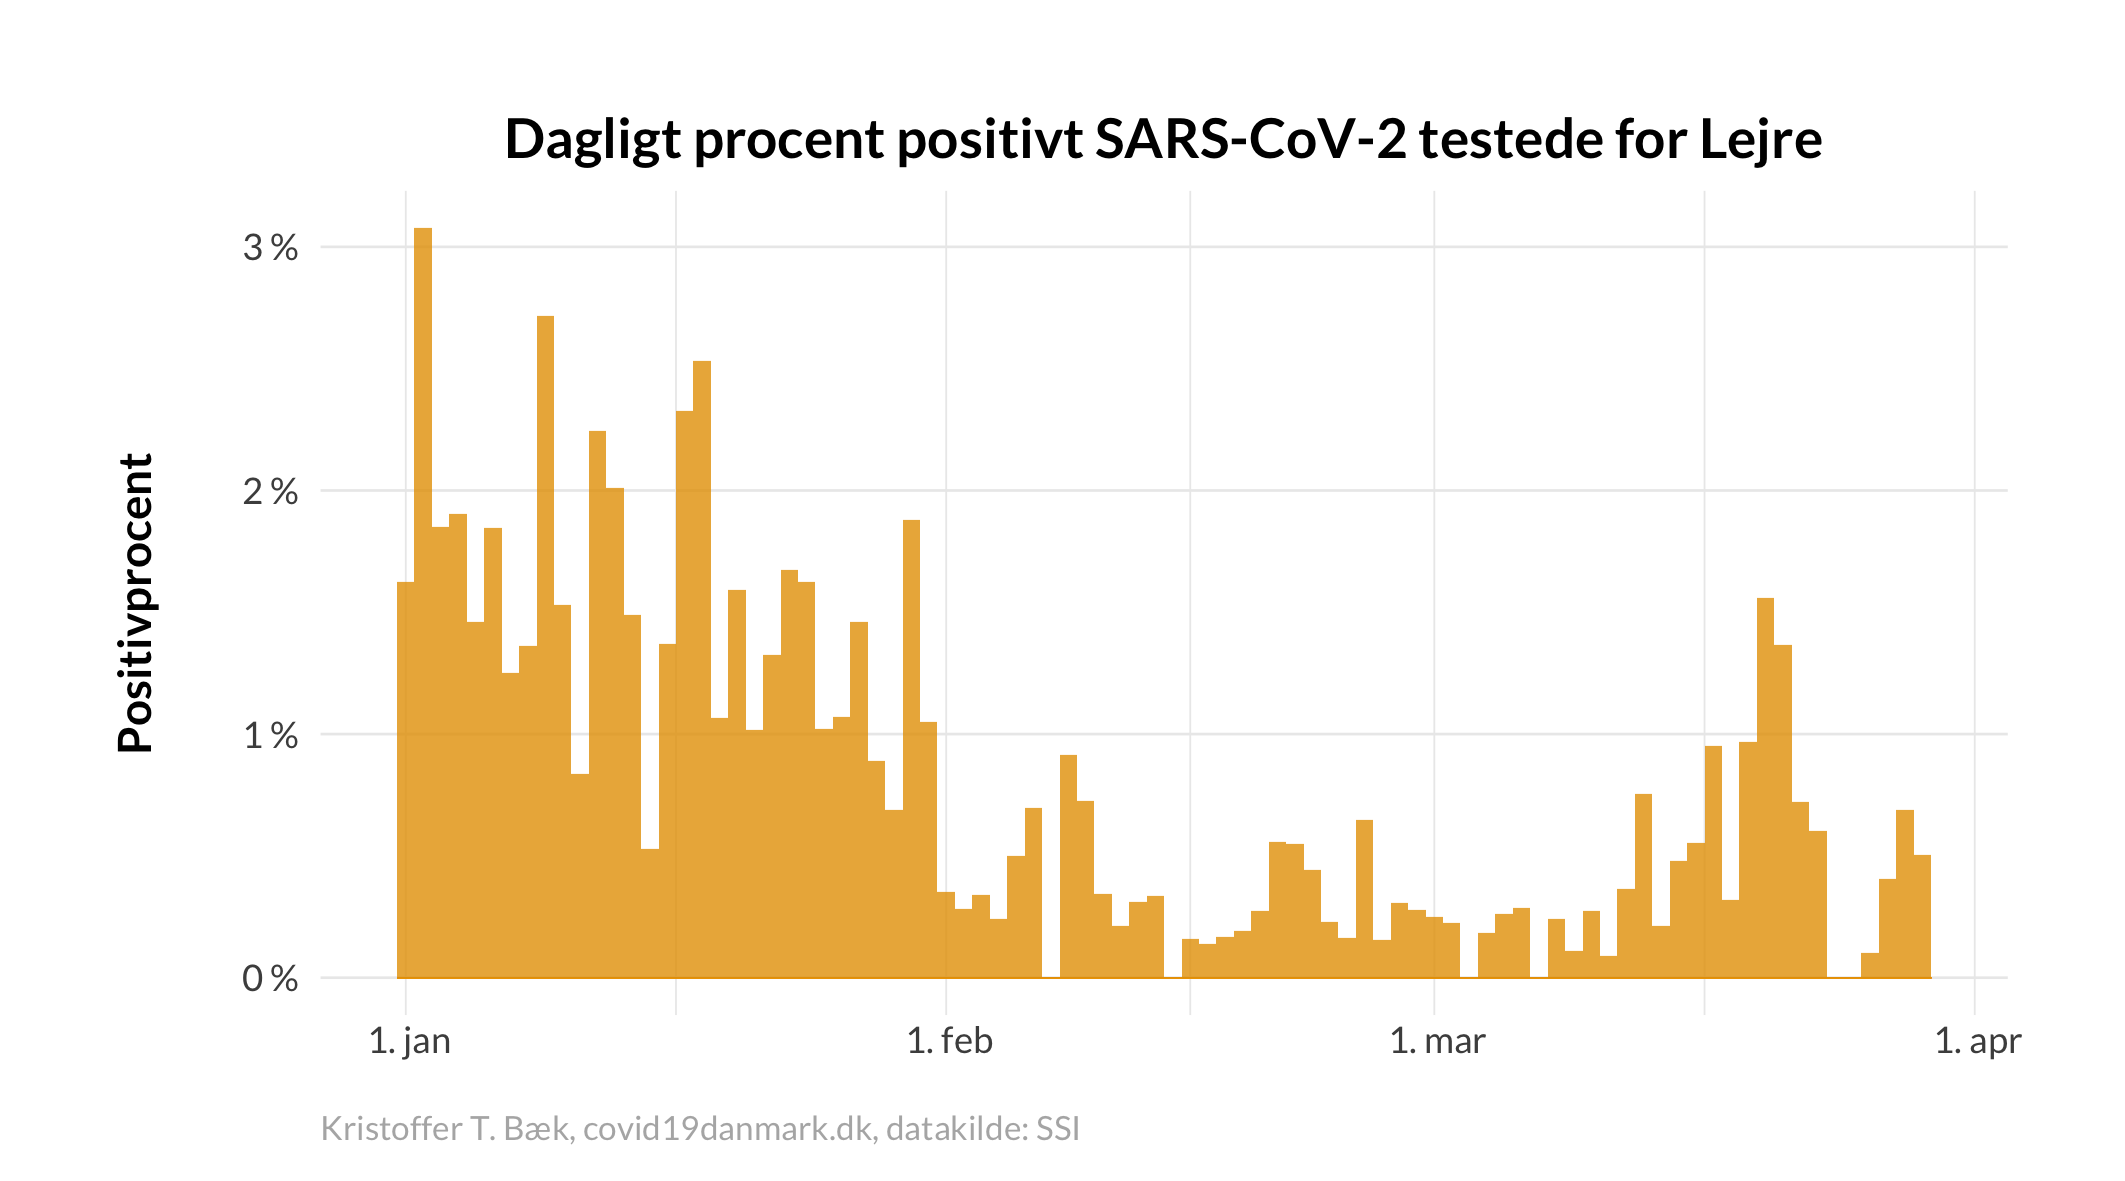 Dagligt procent positivt SARS-CoV-2 testede for Lejre
Positivprocent
3 %
2 %
1 %
0 %
1. jan
1. feb
1. mar
1. apr
Kristoffer T. Bæk, covid19danmark.dk, datakilde: SSI